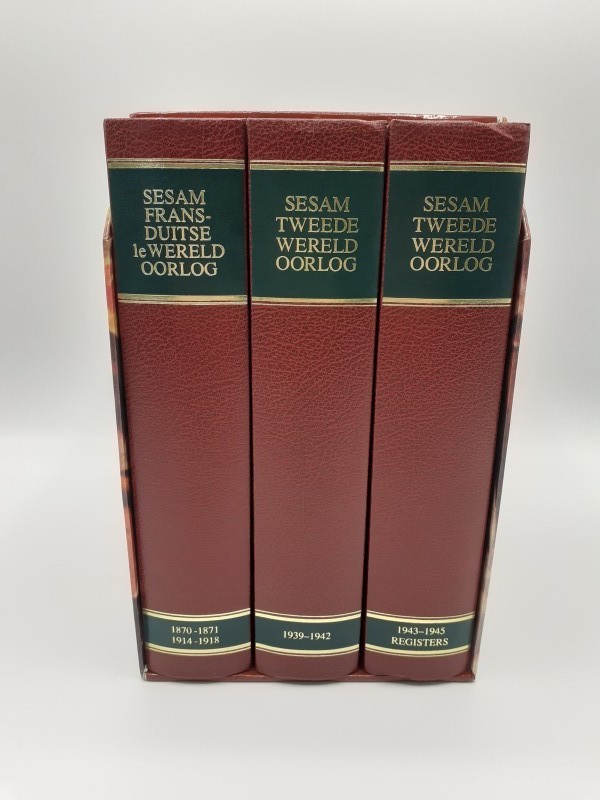 SESAM
FRANS-
DUITSE
1e WERELD
OORLOG
1870-1871
1914-1918
SESAM
TWEEDE
WERELD
OORLOG
1939-1942
SESAM
TWEEDE
WERELD
OORLOG
1943-1945
REGISTERS